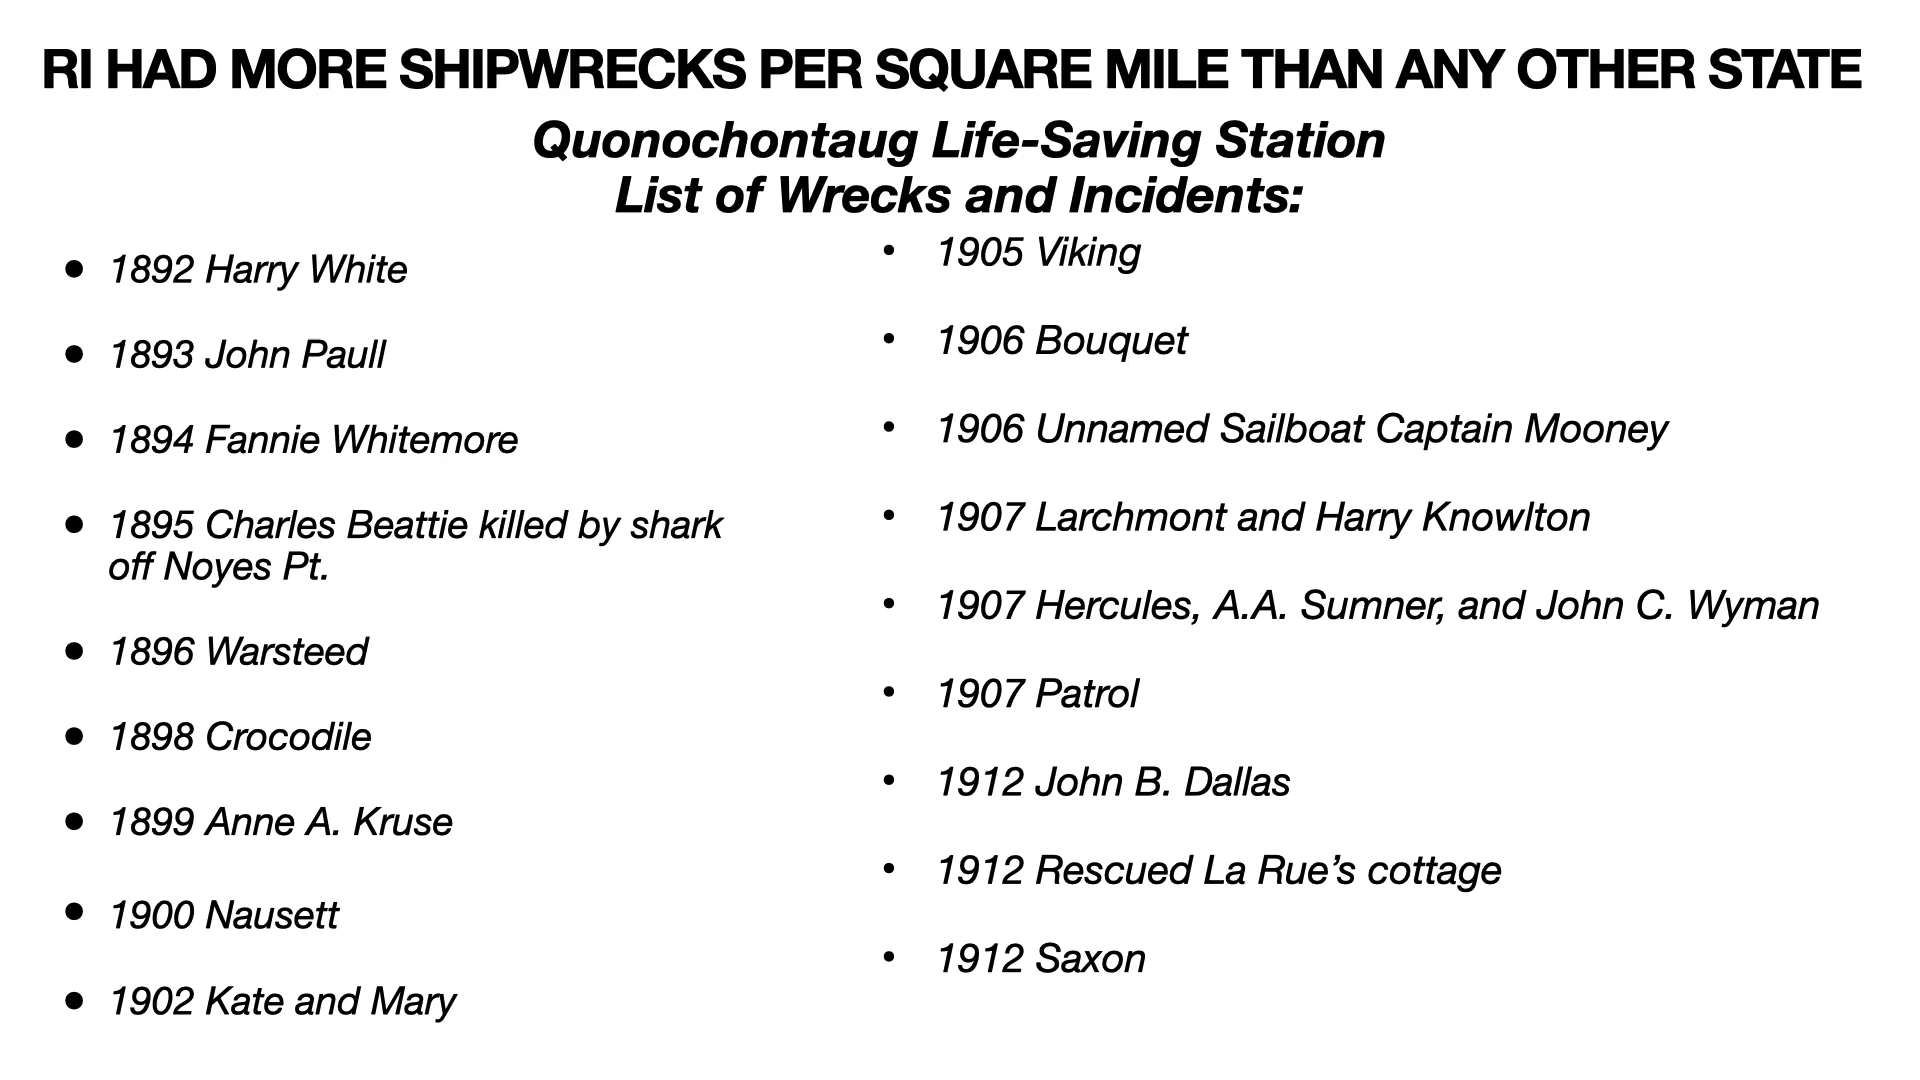 RI HAD MORE SHIPWRECKS PER SQUARE MILE THAN ANY OTHER STATE
Quonochontaug Life-Saving Station
List of Wrecks and Incidents:
• 1892 Harry White
• 1893 John Paull
• 1894 Fannie Whitemore
• 1895 Charles Beattie killed by shark
off Noyes Pt.
• 1896 Warsteed
• 1898 Crocodile
• 1899 Anne A. Kruse
• 1900 Nausett
• 1902 Kate and Mary
• 1905 Viking
• 1906 Bouquet
• 1906 Unnamed Sailboat Captain Mooney
• 1907 Larchmont and Harry Knowlton
• 1907 Hercules, A.A. Sumner, and John C. Wyman
• 1907 Patrol
• 1912 John B. Dallas
• 1912 Rescued La Rue’s cottage
• 1912 Saxon